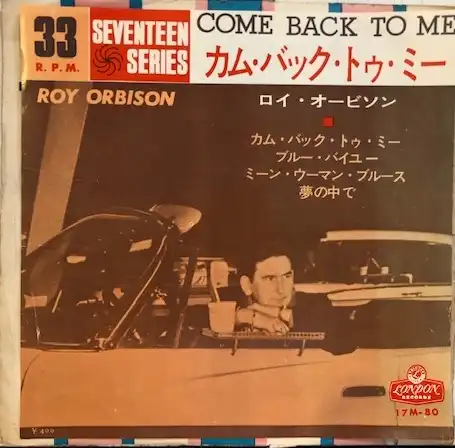 33
R. P. M.
SEVENTEEN
SERIES
COME BACK TO ME
カム・バック・トゥ・ミー
ROY ORBISON
ロイ・オービソン
カム・バック・トゥ・ミー
ブルー・バイユー
ミーン・ウーマン・ブルース
夢の中で
LONDON
RECORDS
17M-80
¥400